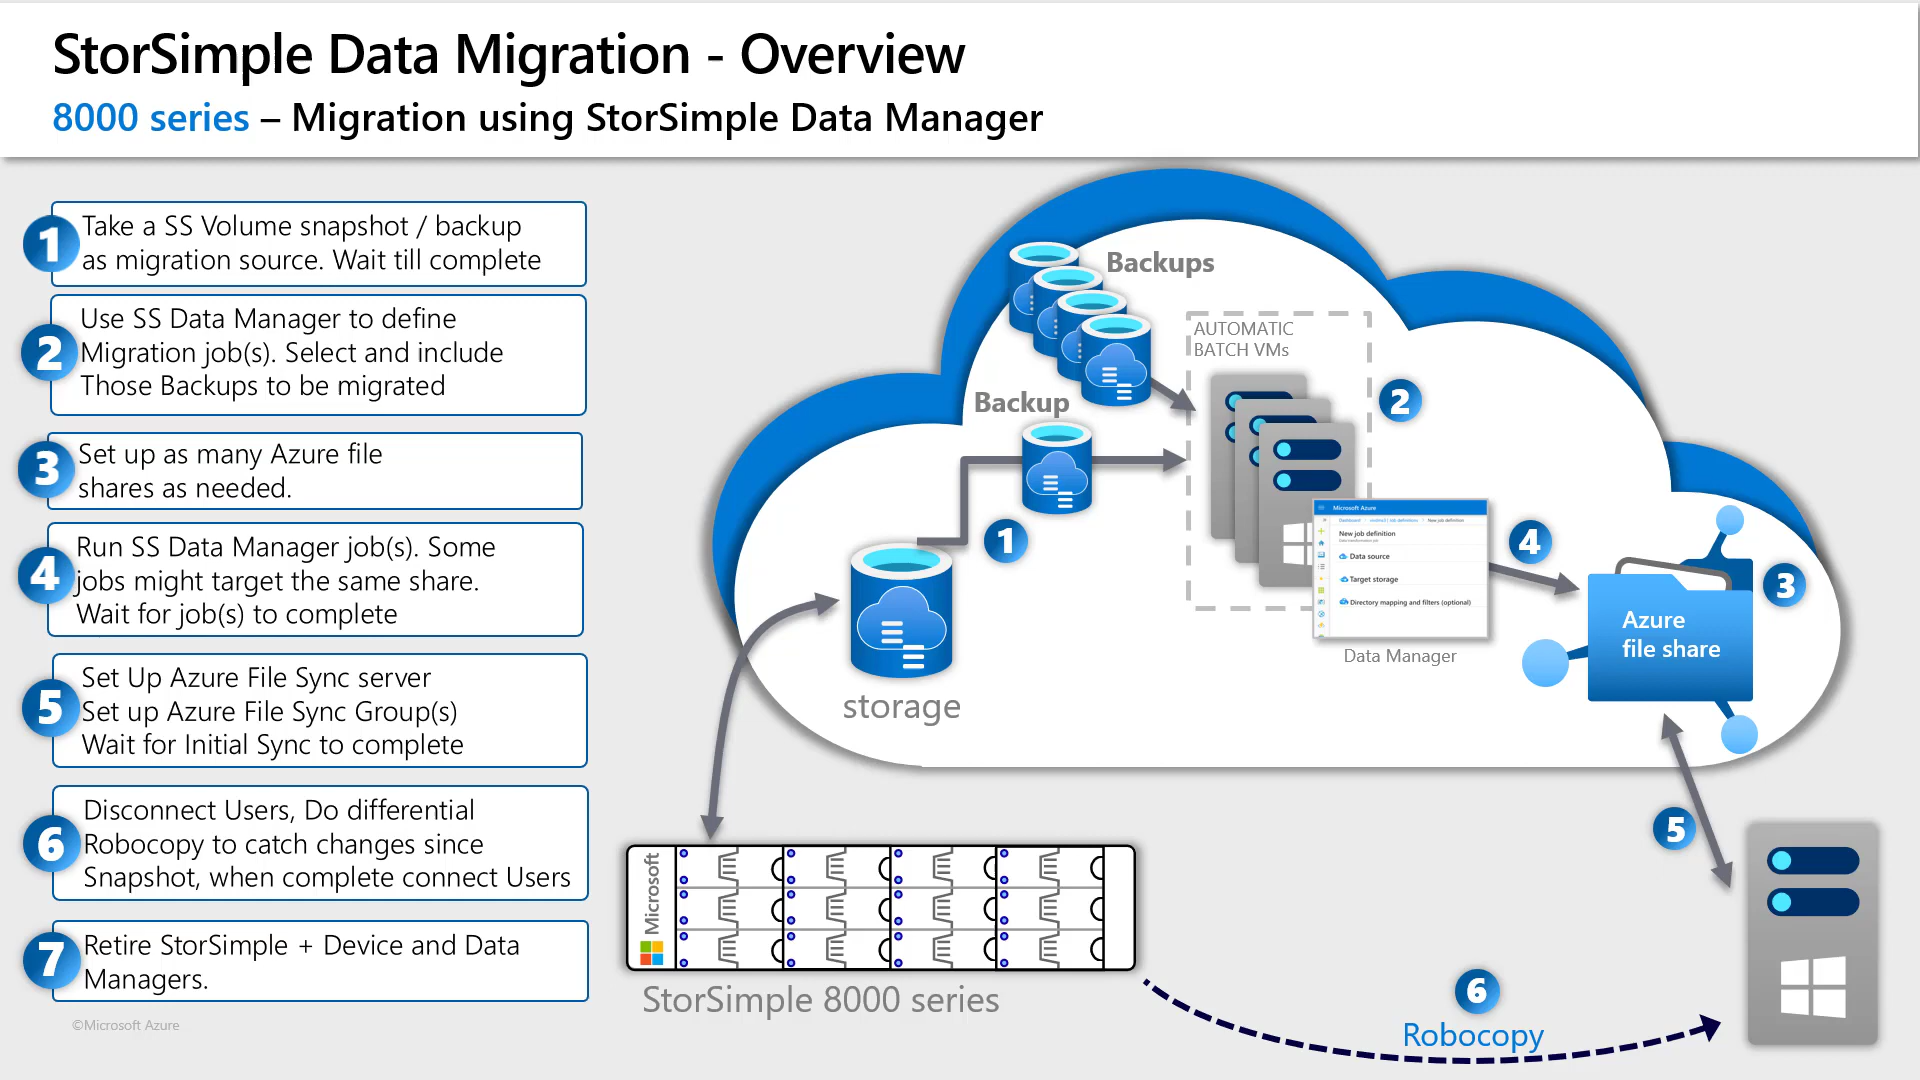 StorSimple Data Migration - Overview
8000 series – Migration using StorSimple Data Manager
1
Take a SS Volume snapshot / backup
as migration source. Wait till complete
2
Use SS Data Manager to define
Migration job(s). Select and include
Those Backups to be migrated
3
Set up as many Azure file
shares as needed.
4
Run SS Data Manager job(s). Some
jobs might target the same share.
Wait for job(s) to complete
5
Set Up Azure File Sync server
Set up Azure File Sync Group(s)
Wait for Initial Sync to complete
6
Disconnect Users, Do differential
Robocopy to catch changes since
Snapshot, when complete connect Users
7
Retire StorSimple + Device and Data
Managers.
©Microsoft Azure
Backups
AUTOMATIC
BATCH VMs
2
Backup
1
storage
Microsoft Azure
New job definition
New job definition
Data source
Target storage
Directory mapping and filters (optional)
Data Manager
4
3
Azure
file share
5
Microsoft
StorSimple 8000 series
6
Robocopy